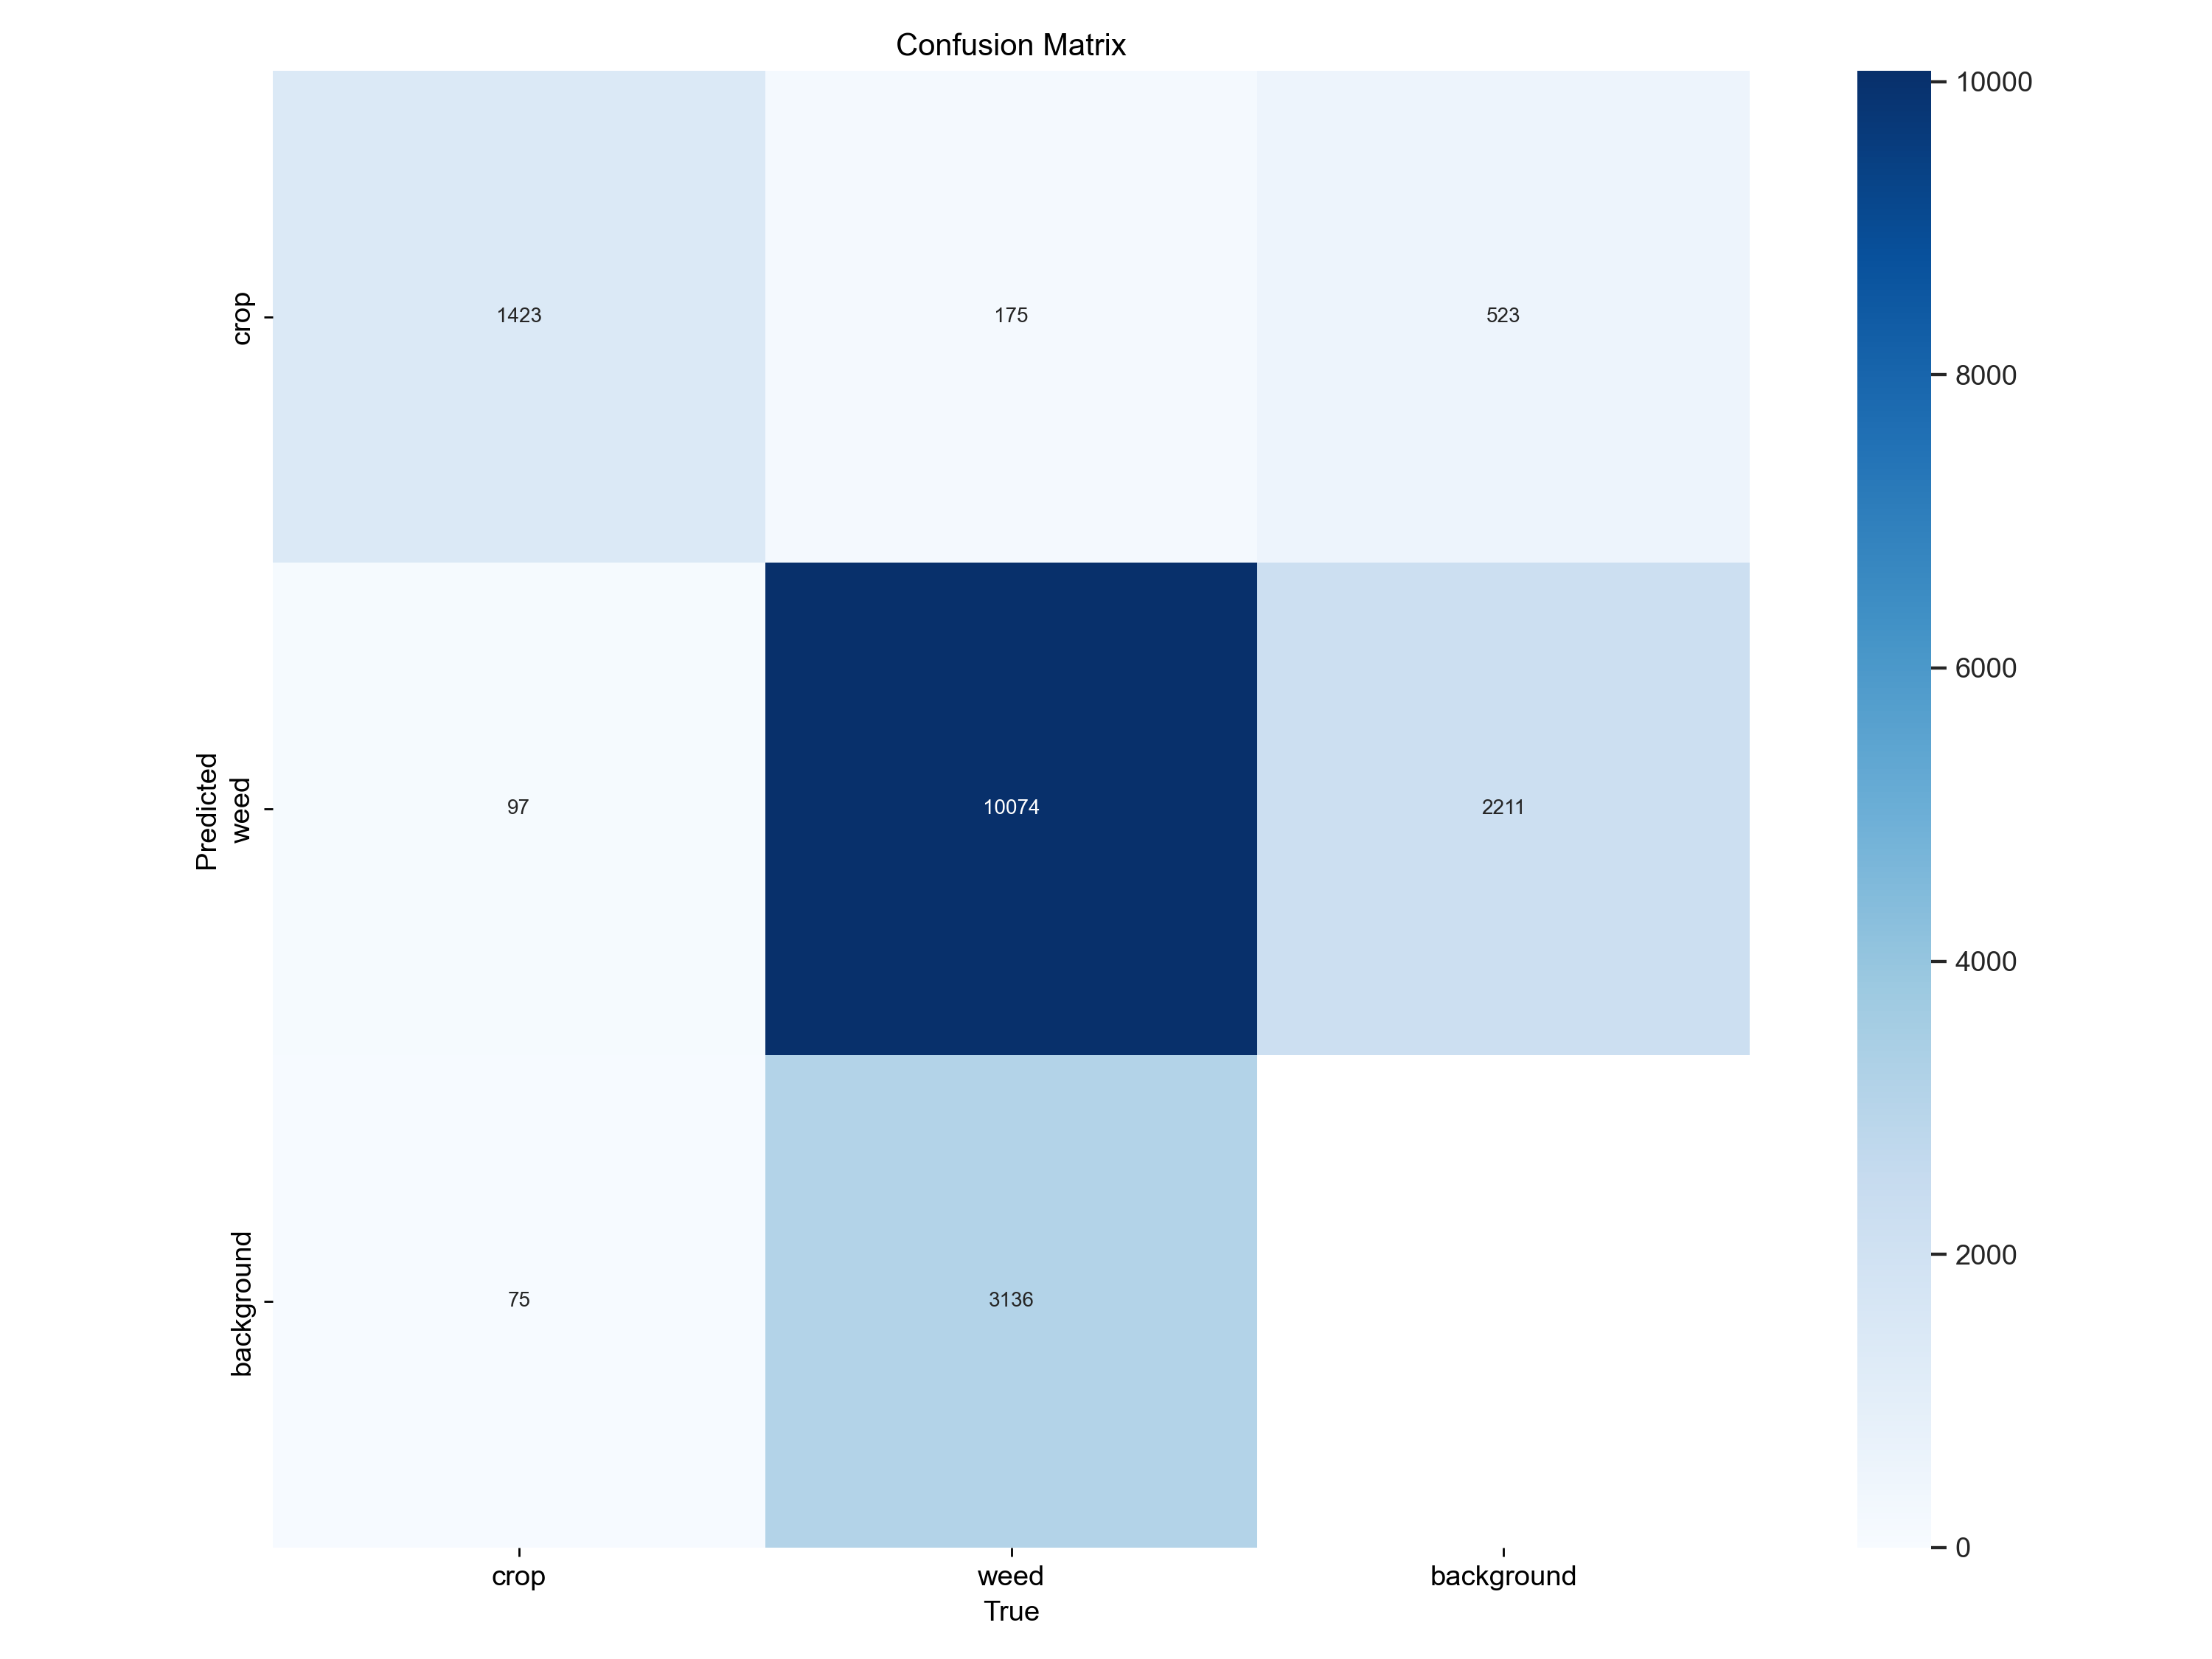 Confusion Matrix
crop
1423
175
523
Predicted
weed
97
10074
2211
background
75
3136
crop
weed
background
True
10000
8000
6000
4000
2000
0